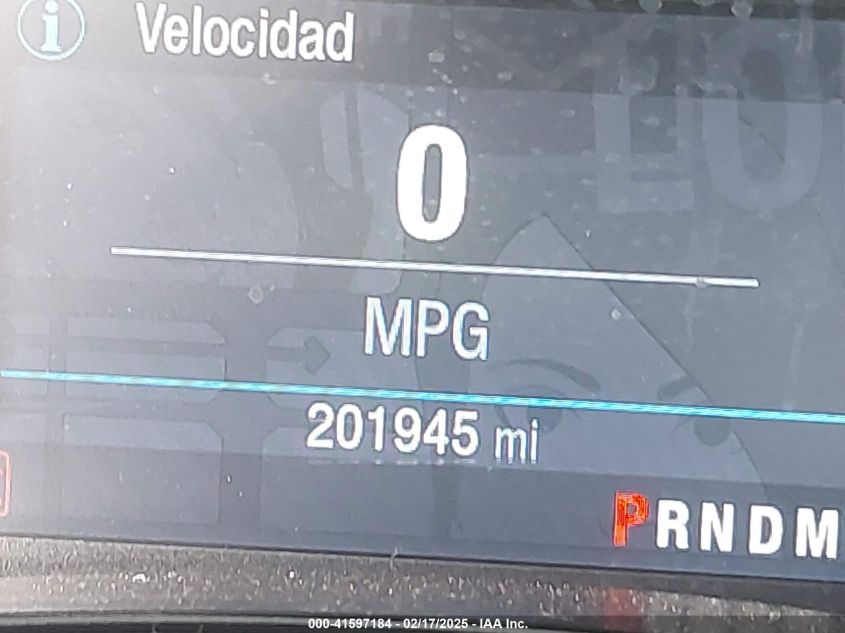 i Velocidad
0
MPG
201945 mi
PRNDM
000-41597184 - 02/17/2025 - IAA Inc.